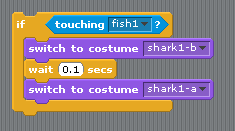 if touching fish1 ?
switch to costume shark1-b
wait 0.1 secs
switch to costume shark1-a